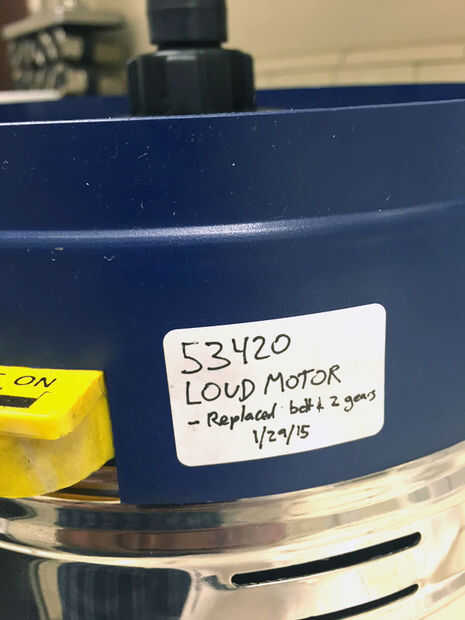 53420
LOUD MOTOR
- Replaced belt & 2 gears
1/29/15
ON